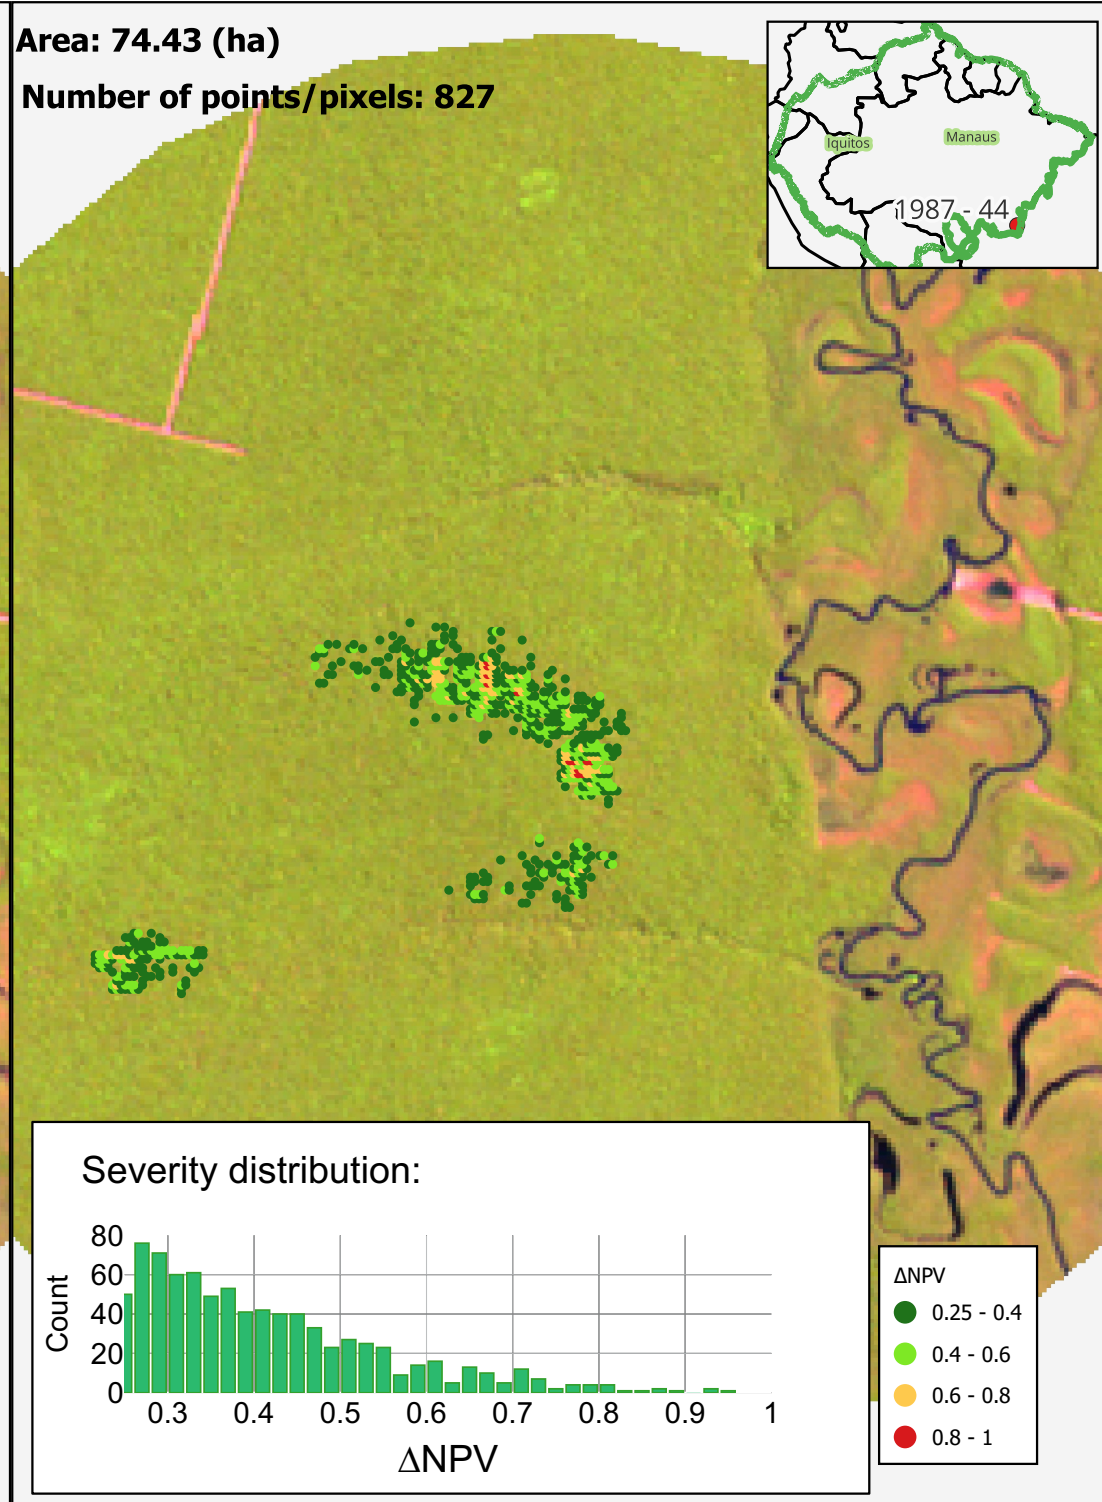 Area: 74.43 (ha)
Number of points/pixels: 827
Iquitos
Manaus
1987 - 44
Severity distribution:
80
60
40
20
0
Count
0.3 0.4 0.5 0.6 0.7 0.8 0.9 1
ΔNPV
ΔNPV
0.25 - 0.4
0.4 - 0.6
0.6 - 0.8
0.8 - 1